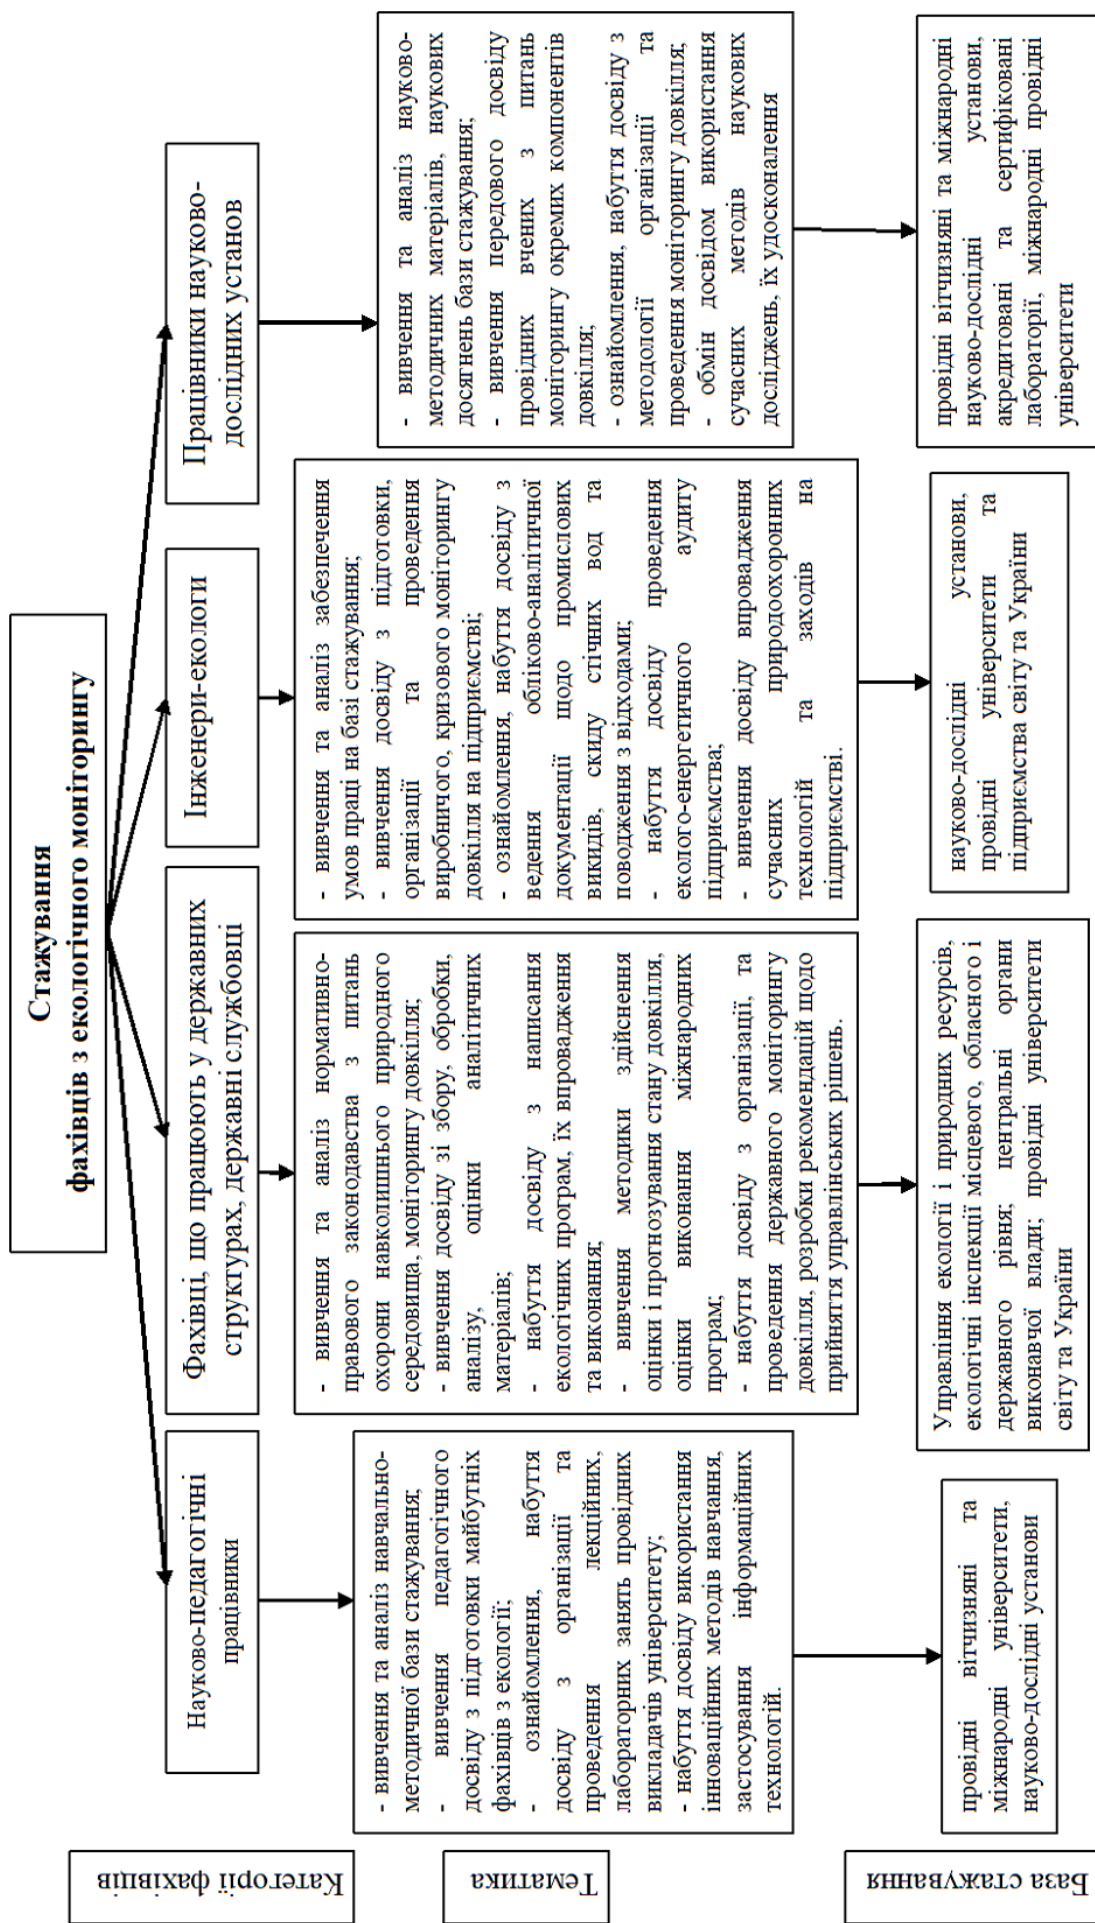 Стажування
фахівців з екологічного моніторингу
Категорії фахівців
Науково-педагогічні
працівники
Фахівці, що працюють у державних
структурах, державні службовці
Інженери-екологи
Працівники науково-
дослідних установ
Тематика
- вивчення та аналіз навчально-
методичної бази стажування;
- вивчення педагогічного
досвіду з підготовки майбутніх
фахівців з екології;
- ознайомлення, набуття
досвіду з організації та
проведення лекційних,
лабораторних занять провідних
викладачів університету;
- набуття досвіду використання
інноваційних методів навчання,
застосування інформаційних
технологій.
- вивчення та аналіз нормативно-
правового законодавства з питань
охорони навколишнього природного
середовища, моніторингу довкілля;
- вивчення досвіду зі збору, обробки,
аналізу, оцінки аналітичних
матеріалів;
- набуття досвіду з написання
екологічних програм, їх впровадження
та виконання;
- вивчення методики здійснення
оцінки і прогнозування стану довкілля,
оцінки виконання міжнародних
програм;
- набуття досвіду з організації, та
проведення державного моніторингу
довкілля, розробки рекомендацій щодо
прийняття управлінських рішень.
- вивчення та аналіз забезпечення
умов праці на базі стажування;
- вивчення досвіду з підготовки,
організації та проведення
виробничого, кризового моніторингу
довкілля на підприємстві;
- ознайомлення, набуття досвіду з
ведення обліково-аналітичної
документації щодо промислових
викидів, скиду стічних вод та
поводження з відходами;
- набуття досвіду проведення
еколого-енергетичного аудиту
підприємства;
- вивчення досвіду впровадження
сучасних природоохоронних
технологій та заходів на
підприємстві.
- вивчення та аналіз науково-
методичних матеріалів, наукових
досягнень бази стажування;
- вивчення передового досвіду
провідних вчених з питань
моніторингу окремих компонентів
довкілля;
- ознайомлення, набуття досвіду з
методології та організації
проведення моніторингу довкілля;
- обмін досвідом використання
сучасних методів наукових
досліджень, їх удосконалення
База стажування
провідні вітчизняні та
міжнародні університети,
науково-дослідні установи
Управління екології і природних ресурсів,
екологічні інспекції місцевого, обласного і
державного рівня; центральні органи
виконавчої влади; провідні університети
світу та України
науково-дослідні установи,
провідні університети та
підприємства світу та України
провідні вітчизняні та міжнародні
науково-дослідні установи,
акредитовані та сертифіковані
лабораторії, міжнародні провідні
університети